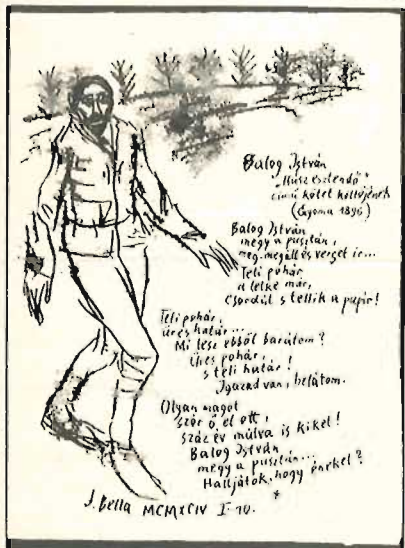 Balog István
„Húsz esztendő"
című kötet költőjének
(Gyoma 1896)
Balog István
megy a pusztán,
meg-megáll és verset ír...
Teli pohár
a lelke már,
csordúl s tellik a papír!
Teli pohár,
üres határ...
Mi lesz ebből barátom?
Üres pohár,
s teli határ!
Igazad van, belátom.
Olyan magot
szór ő el ott,
száz év múlva is kikel!
Balog István
megy a pusztán...
Halljátok, hogy énekel?
*
J. Bella MCMXCIV I. 10.